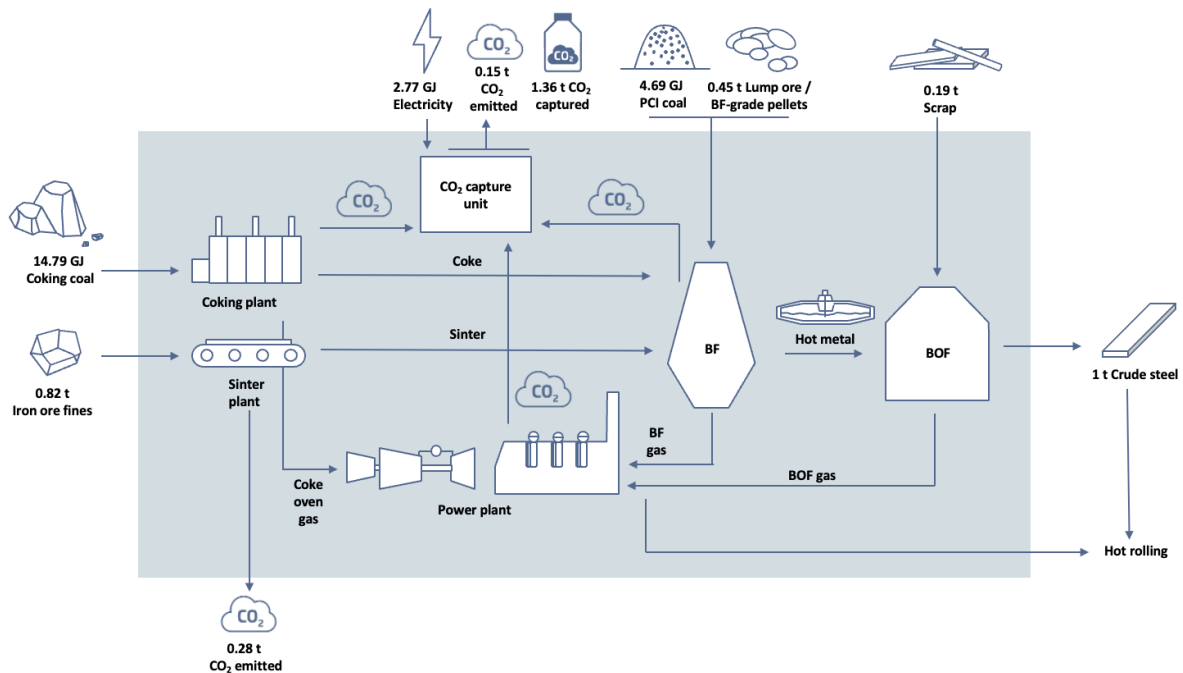 CO2
2.77 GJ
Electricity
0.15 t
CO2
emitted
CO2
1.36 t CO2
captured
4.69 GJ
PCI coal
0.45 t Lump ore /
BF-grade pellets
0.19 t
Scrap
CO2 capture
unit
CO2
CO2
14.79 GJ
Coking coal
Coke
Coking plant
Hot metal
BF
BOF
0.82 t
Iron ore fines
Sinter
Sinter
plant
1 t Crude steel
CO2
BF
gas
BOF gas
Coke
oven
gas
Power plant
Hot rolling
CO2
0.28 t
CO2 emitted